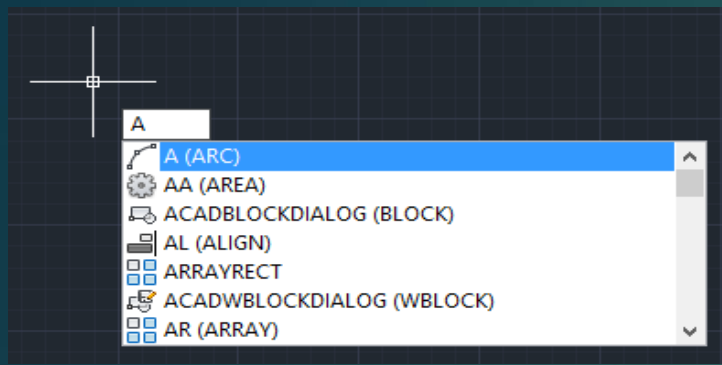 A
A (ARC)
AA (AREA)
ACADBLOCKDIALOG (BLOCK)
AL (ALIGN)
ARRAYRECT
ACADWBLOCKDIALOG (WBLOCK)
AR (ARRAY)